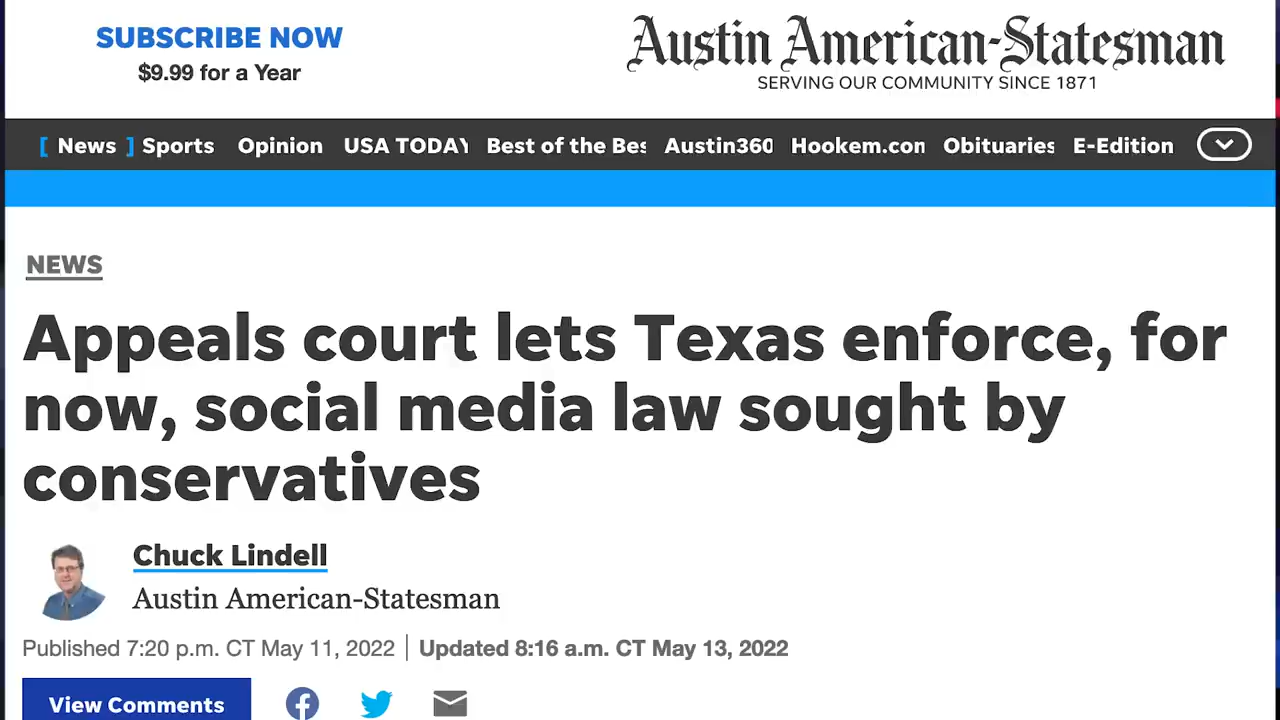 SUBSCRIBE NOW
$9.99 for a Year
Austin American-Statesman
SERVING OUR COMMUNITY SINCE 1871
[ News ] Sports Opinion USA TODAY Best of the Bes Austin360 Hookem.con Obituaries E-Edition
NEWS
Appeals court lets Texas enforce, for
now, social media law sought by
conservatives
Chuck Lindell
Austin American-Statesman
Published 7:20 p.m. CT May 11, 2022 | Updated 8:16 a.m. CT May 13, 2022
View Comments